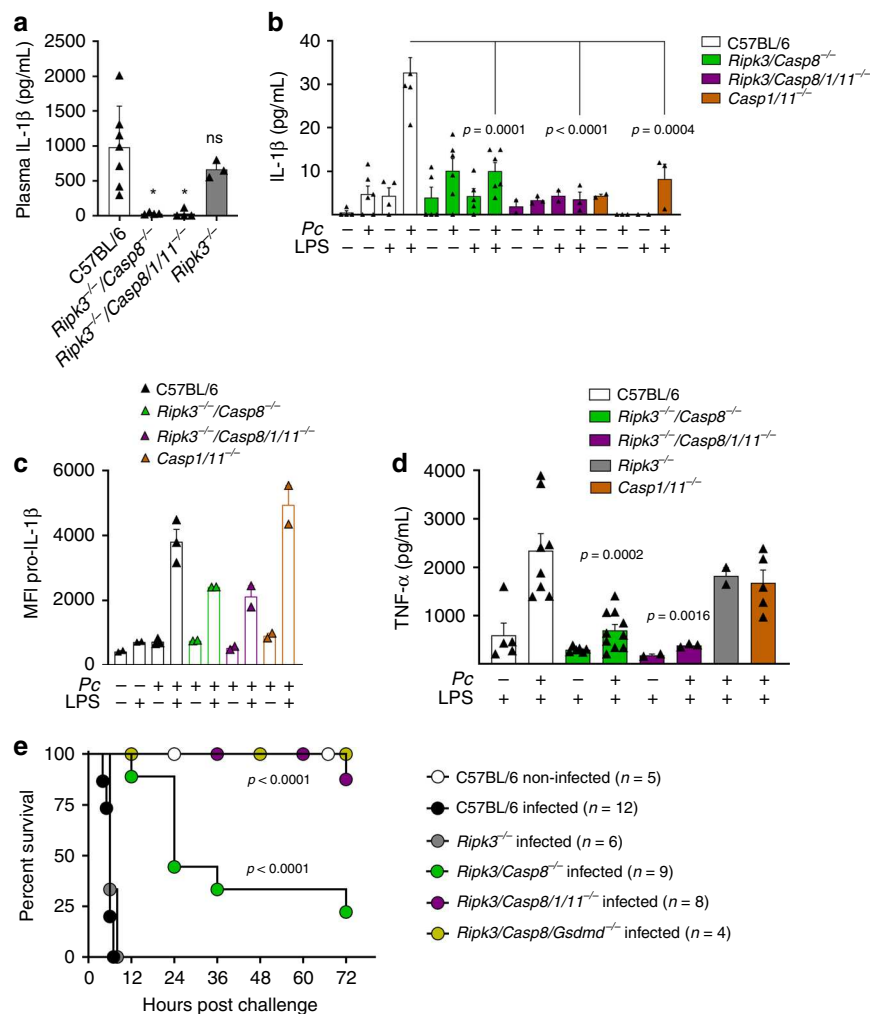 a
Plasma IL-1β (pg/mL)
2500
2000
1500
1000
500
0
*
*
ns
C57BL/6
Ripk3−/−/Casp8−/−
Ripk3−/−/Casp8/1/11−/−
Ripk3−/−
b
IL-1β (pg/mL)
40
30
20
10
0
p = 0.0001
p < 0.0001
p = 0.0004
C57BL/6
Ripk3/Casp8−/−
Ripk3/Casp8/1/11−/−
Casp1/11−/−
Pc − + − + − + − + − + − + − + − +
LPS − − + + − − + + − − + + − − + +
c
C57BL/6
Ripk3−/−/Casp8−/−
Ripk3−/−/Casp8/1/11−/−
Casp1/11−/−
MFI pro-IL-1β
6000
4000
2000
0
Pc − − + + + + + + + +
LPS − + − + − + − + − +
d
C57BL/6
Ripk3−/−/Casp8−/−
Ripk3−/−/Casp8/1/11−/−
Ripk3−/−
Casp1/11−/−
TNF-α (pg/mL)
4000
3000
2000
1000
0
p = 0.0002
p = 0.0016
Pc − + − + − + + +
LPS + + + + + + + +
e
Percent survival
100
75
50
25
0
p < 0.0001
p < 0.0001
0 12 24 36 48 60 72
Hours post challenge
C57BL/6 non-infected (n = 5)
C57BL/6 infected (n = 12)
Ripk3−/− infected (n = 6)
Ripk3/Casp8−/− infected (n = 9)
Ripk3/Casp8/1/11−/− infected (n = 8)
Ripk3/Casp8/Gsdmd−/− infected (n = 4)